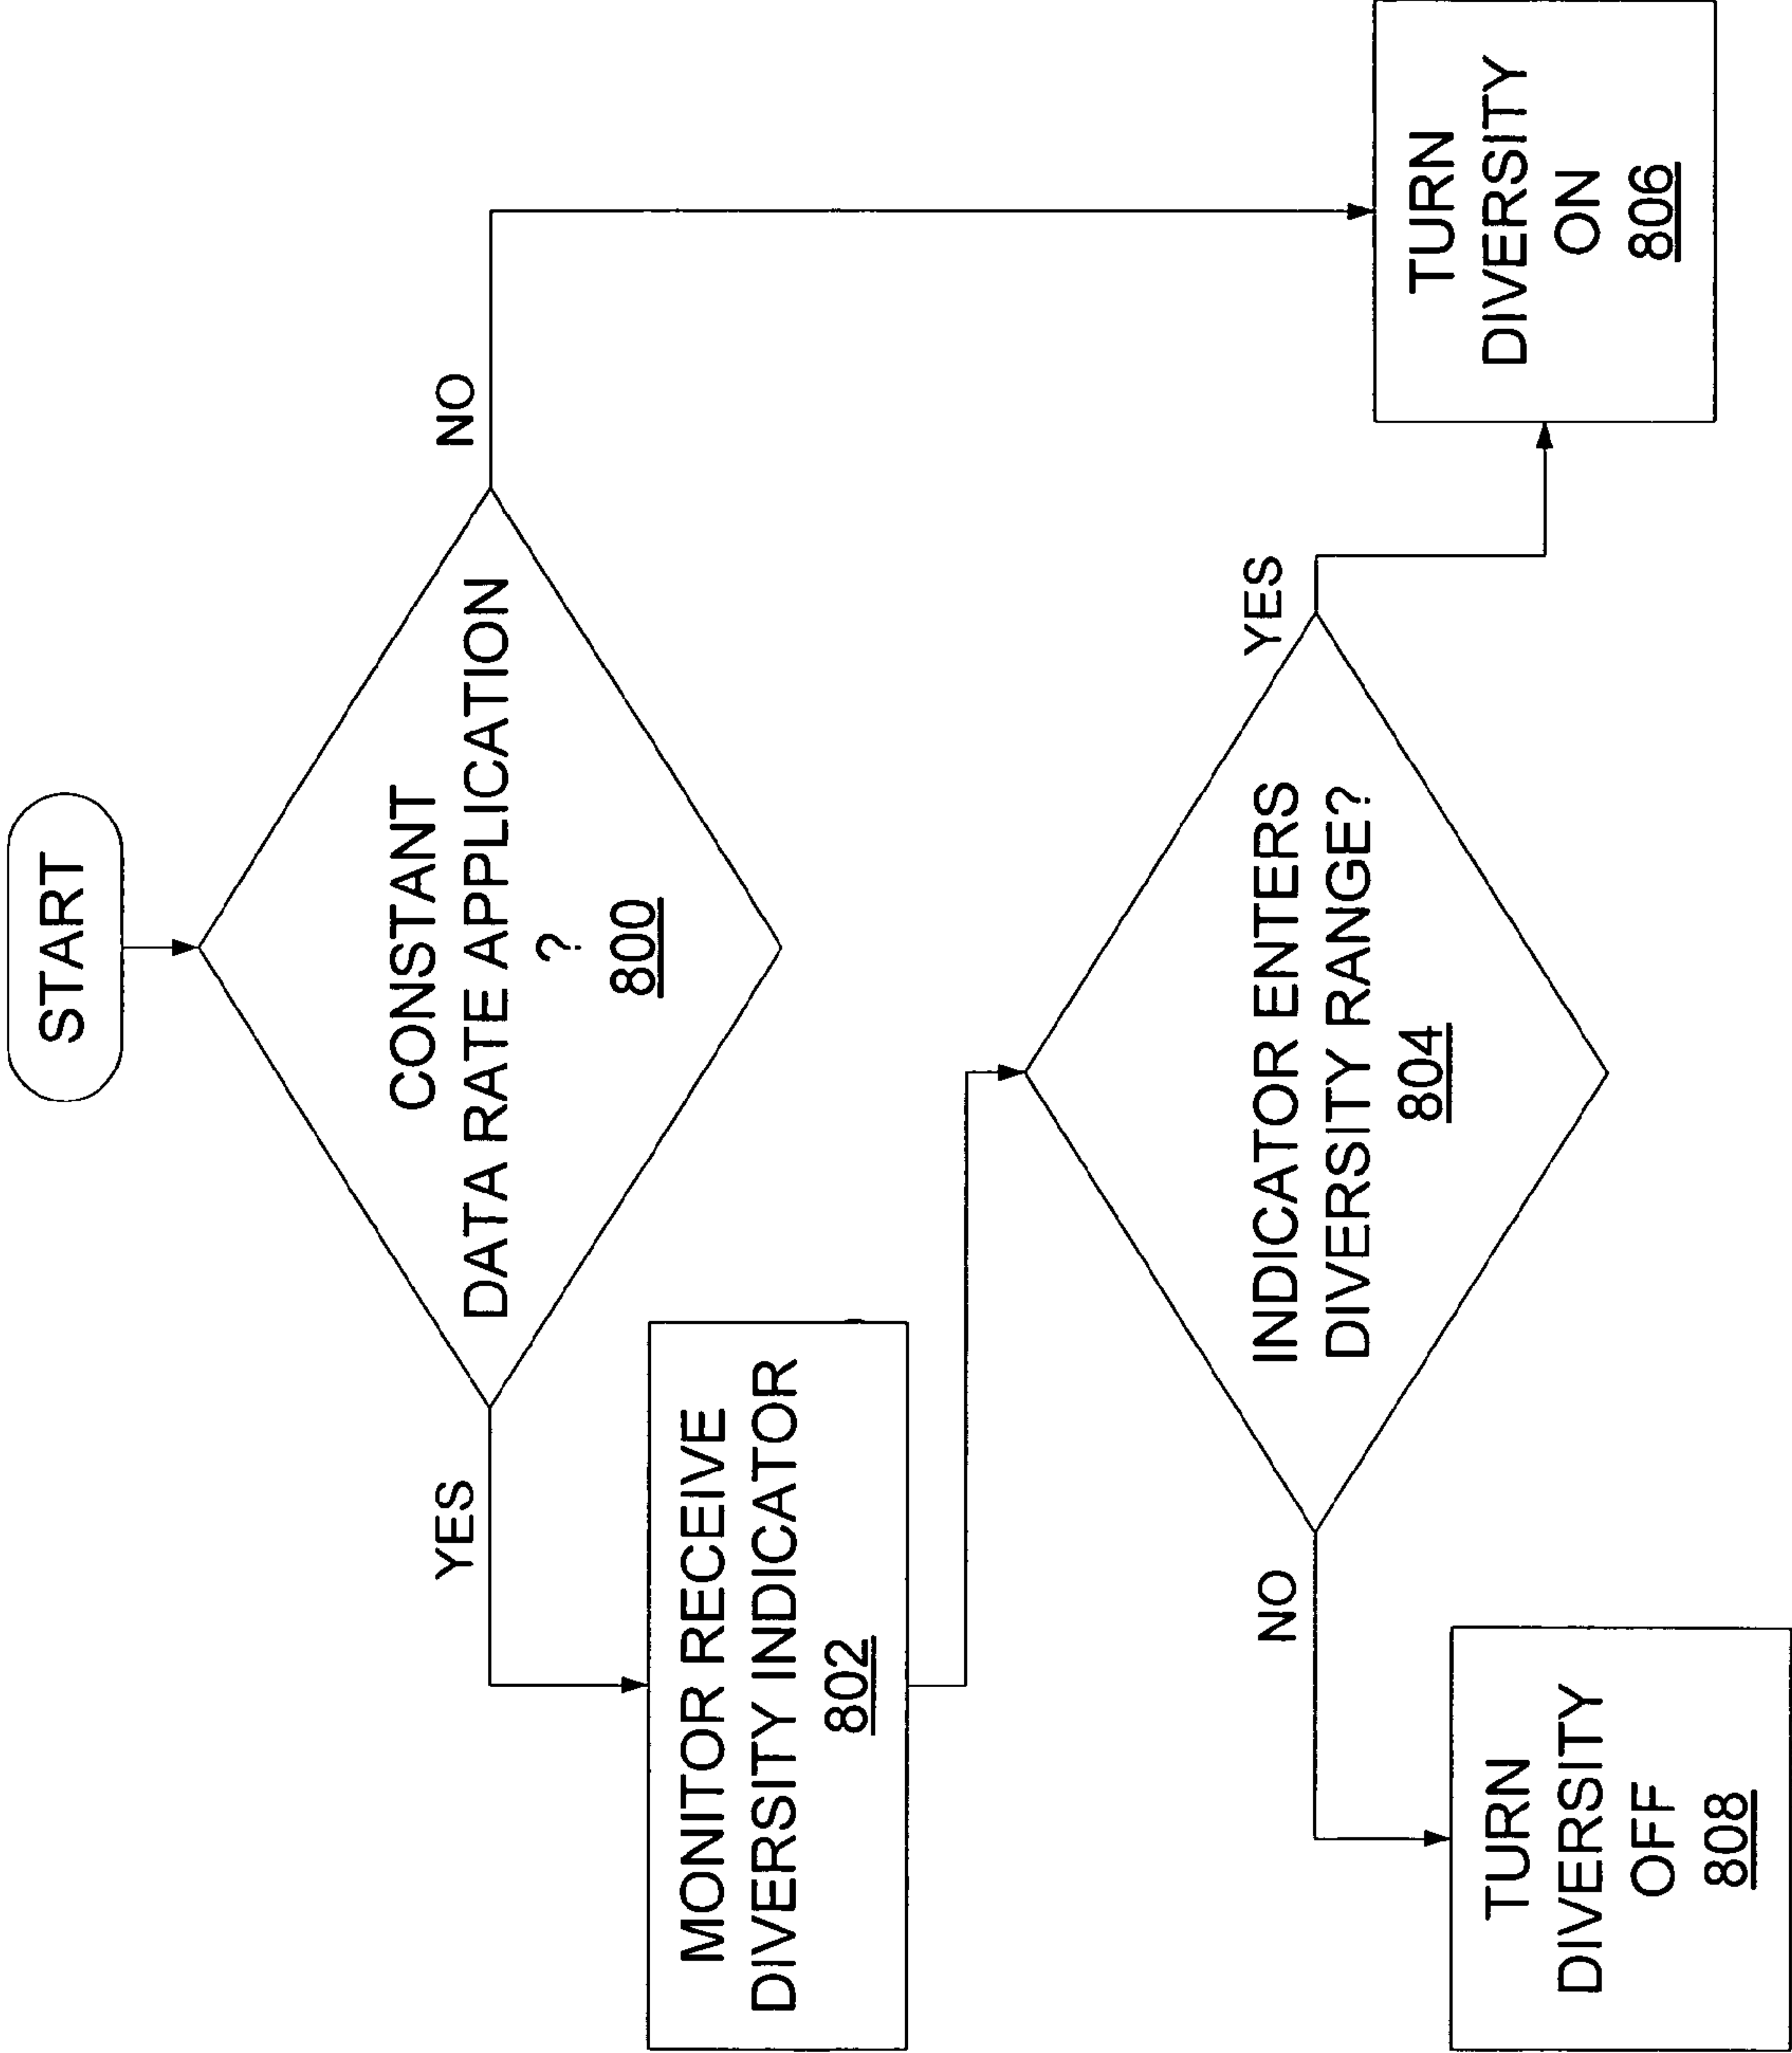 START
CONSTANT
DATA RATE APPLICATION
?
800
YES
NO
MONITOR RECEIVE
DIVERSITY INDICATOR
802
INDICATOR ENTERS
DIVERSITY RANGE?
804
NO
YES
TURN
DIVERSITY
OFF
808
TURN
DIVERSITY
ON
806